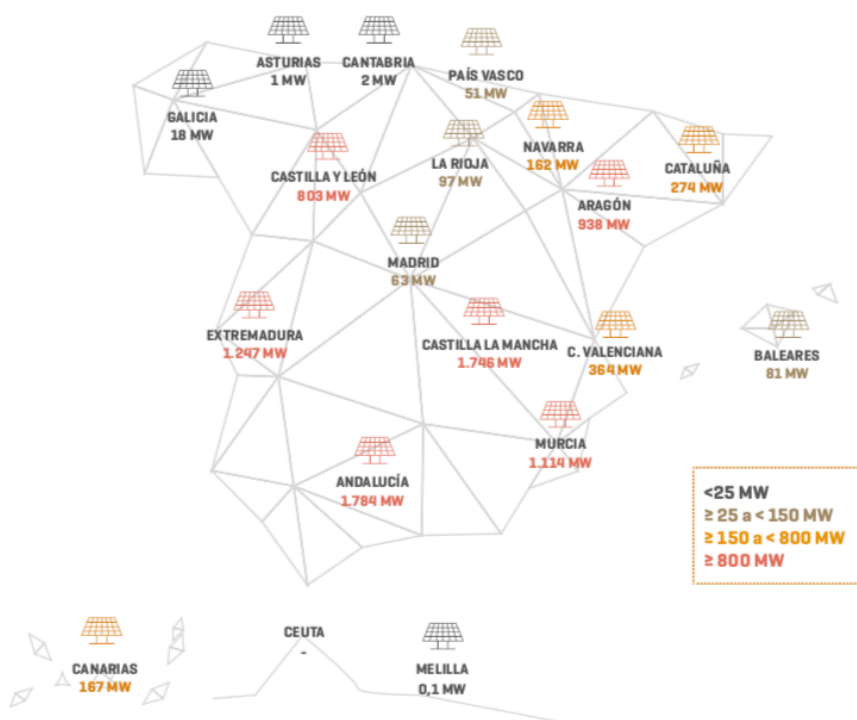 ASTURIAS
1 MW
CANTABRIA
2 MW
PAÍS VASCO
51 MW
GALICIA
18 MW
CASTILLA Y LEÓN
803 MW
LA RIOJA
97 MW
NAVARRA
162 MW
CATALUÑA
274 MW
ARAGÓN
938 MW
MADRID
63 MW
EXTREMADURA
1.247 MW
CASTILLA LA MANCHA
1.746 MW
C. VALENCIANA
364 MW
BALEARES
81 MW
MURCIA
1.114 MW
ANDALUCÍA
1.784 MW
<25 MW
≥ 25 a < 150 MW
≥ 150 a < 800 MW
≥ 800 MW
CANARIAS
167 MW
CEUTA
-
MELILLA
0,1 MW